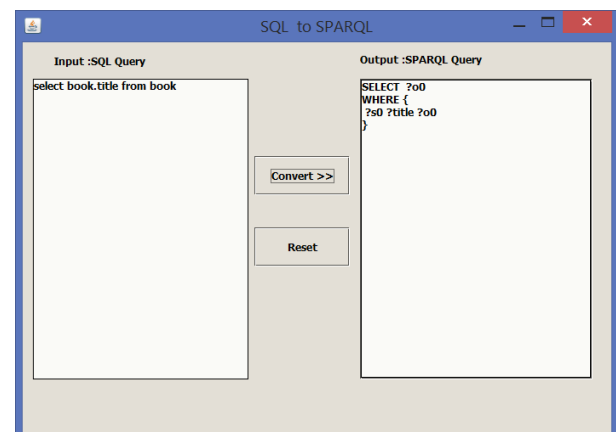 SQL to SPARQL
Input :SQL Query
Output :SPARQL Query
select book.title from book
SELECT ?o0
WHERE {
?s0 ?title ?o0
}
Convert >>
Reset